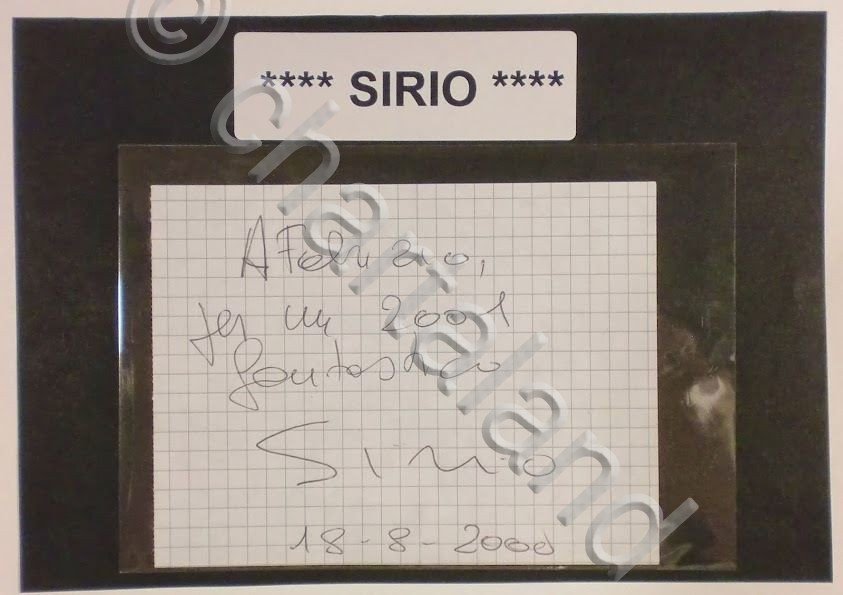 **** SIRIO ****
A Fabrizio,
per un 2001
fantastico
Sirio
18-8-2000
© chartaland